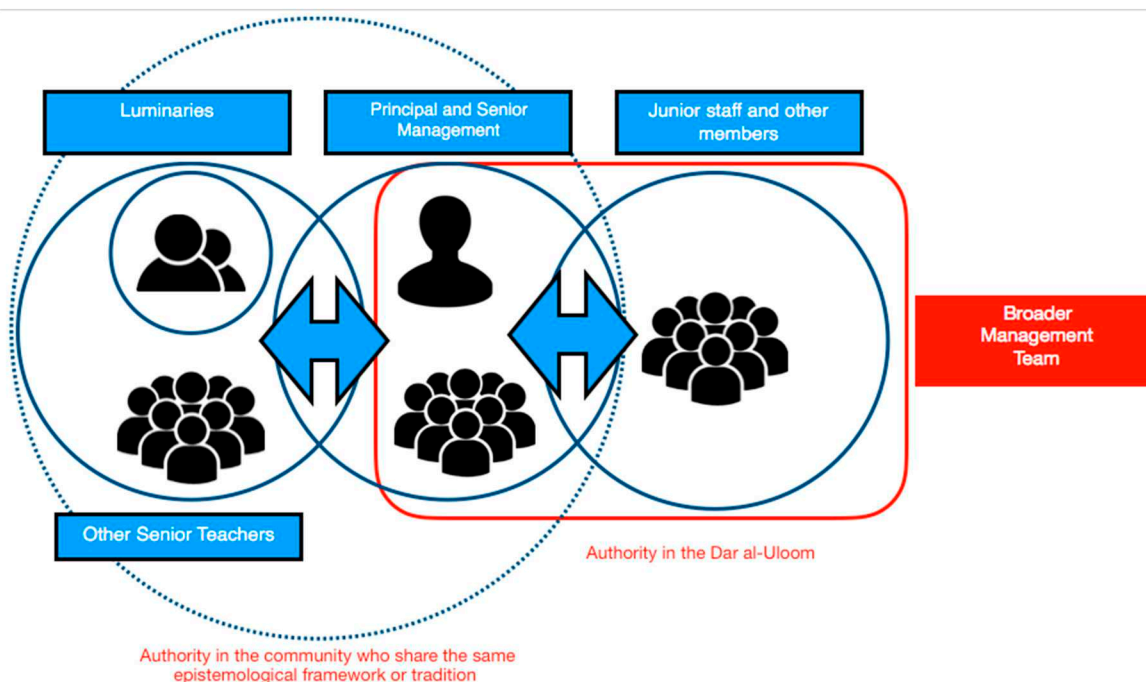 Luminaries
Principal and Senior
Management
Junior staff and other
members
Broader
Management
Team
Other Senior Teachers
Authority in the Dar al-Uloom
Authority in the community who share the same
epistemological framework or tradition